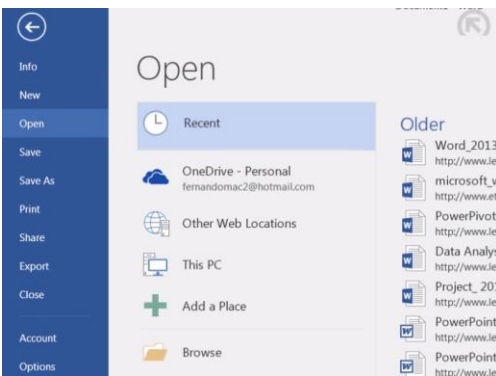 Info
New
Open
Save
Save As
Print
Share
Export
Close
Account
Options
Open
Recent
OneDrive - Personal
fernandomac2@hotmail.com
Other Web Locations
This PC
Add a Place
Browse
Older
Word_2013
http://www.le
microsoft_w
http://www.et
PowerPivot
http://www.le
Data Analys
http://www.le
Project_ 201
http://www.le
PowerPoint
http://www.le
PowerPoint
http://www.le